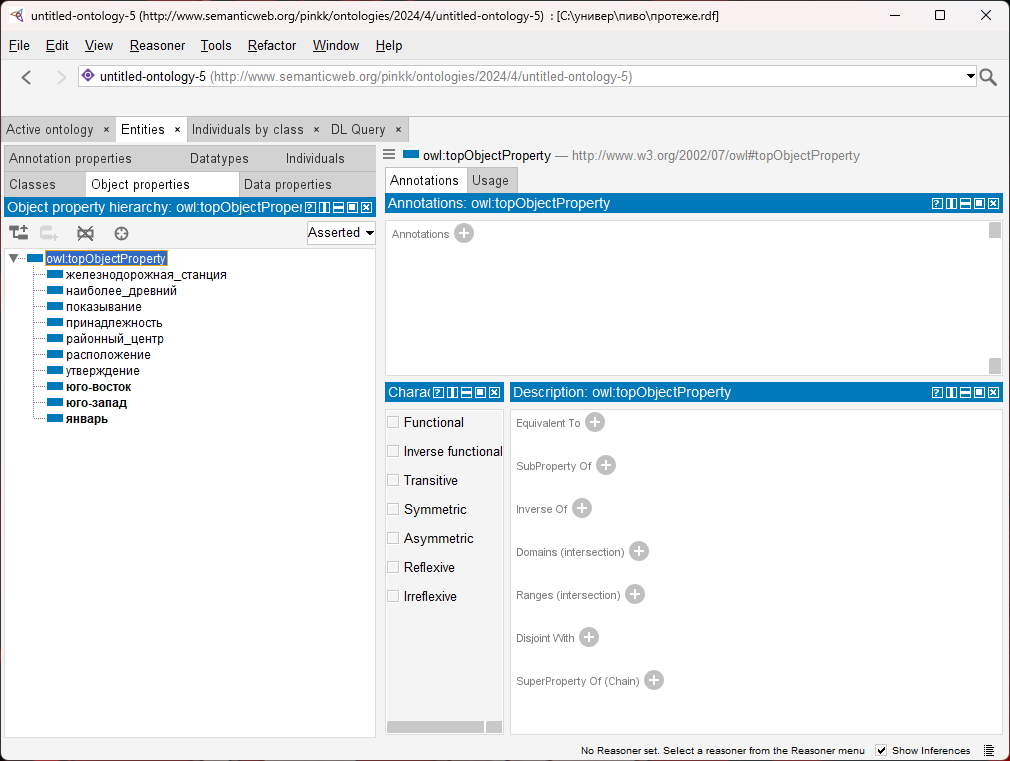 untitled-ontology-5 (http://www.semanticweb.org/pinkk/ontologies/2024/4/untitled-ontology-5) : [C:\универ\пиво\протеже.rdf]
File Edit View Reasoner Tools Refactor Window Help
untitled-ontology-5 (http://www.semanticweb.org/pinkk/ontologies/2024/4/untitled-ontology-5)
Active ontology × Entities × Individuals by class × DL Query ×
Annotation properties Datatypes Individuals
Classes Object properties Data properties
Object property hierarchy: owl:topObjectProper
Asserted
owl:topObjectProperty
железнодорожная_станция
наиболее_древний
показывание
принадлежность
районный_центр
расположение
утверждение
юго-восток
юго-запад
январь
owl:topObjectProperty — http://www.w3.org/2002/07/owl#topObjectProperty
Annotations Usage
Annotations: owl:topObjectProperty
Annotations
Charac
Functional
Inverse functional
Transitive
Symmetric
Asymmetric
Reflexive
Irreflexive
Description: owl:topObjectProperty
Equivalent To
SubProperty Of
Inverse Of
Domains (intersection)
Ranges (intersection)
Disjoint With
SuperProperty Of (Chain)
No Reasoner set. Select a reasoner from the Reasoner menu Show Inferences